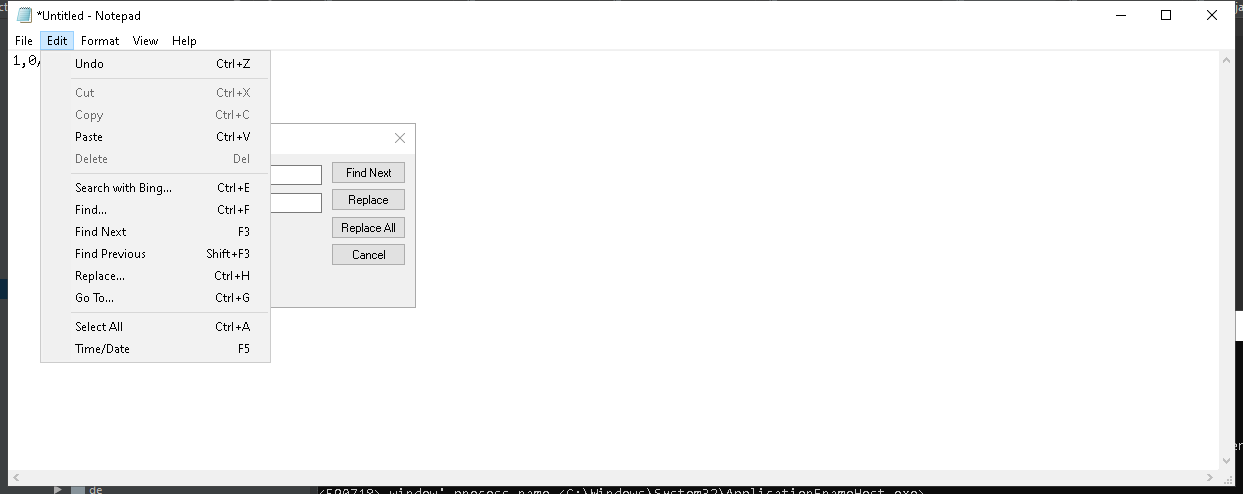 *Untitled - Notepad
File Edit Format View Help
1,0/
Undo Ctrl+Z
Cut Ctrl+X
Copy Ctrl+C
Paste Ctrl+V
Delete Del
Search with Bing... Ctrl+E
Find... Ctrl+F
Find Next F3
Find Previous Shift+F3
Replace... Ctrl+H
Go To... Ctrl+G
Select All Ctrl+A
Time/Date F5
Find Next
Replace
Replace All
Cancel
de
window' process name <C:\Windows\System32\ApplicationFrameHost.exe>